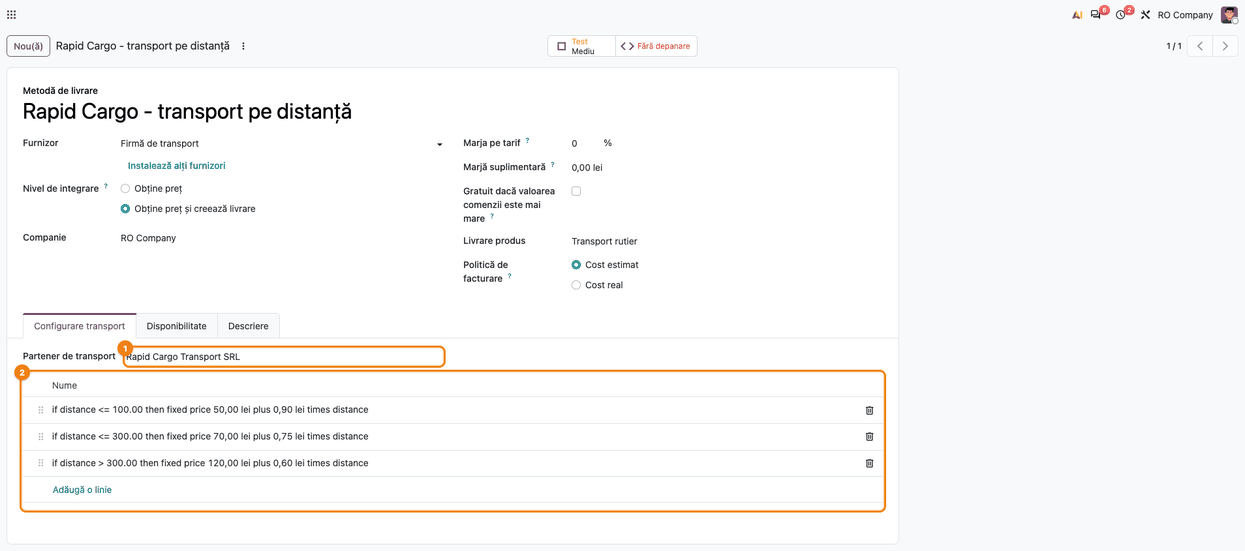 AI 6 2 RO Company
Nou(ă) Rapid Cargo - transport pe distanță Test Mediu Fără depanare 1 / 1
Metodă de livrare
Rapid Cargo - transport pe distanță
Furnizor Firmă de transport
Instalează alți furnizori
Nivel de integrare ? Obține preț
Obține preț și creează livrare
Companie RO Company
Marja pe tarif ? 0 %
Marjă suplimentară ? 0,00 lei
Gratuit dacă valoarea
comenzii este mai
mare ?
Livrare produs Transport rutier
Politică de
facturare ?
Cost estimat
Cost real
Configurare transport Disponibilitate Descriere
Partener de transport 1 Rapid Cargo Transport SRL
2
Nume
if distance <= 100.00 then fixed price 50,00 lei plus 0,90 lei times distance
if distance <= 300.00 then fixed price 70,00 lei plus 0,75 lei times distance
if distance > 300.00 then fixed price 120,00 lei plus 0,60 lei times distance
Adăugă o linie